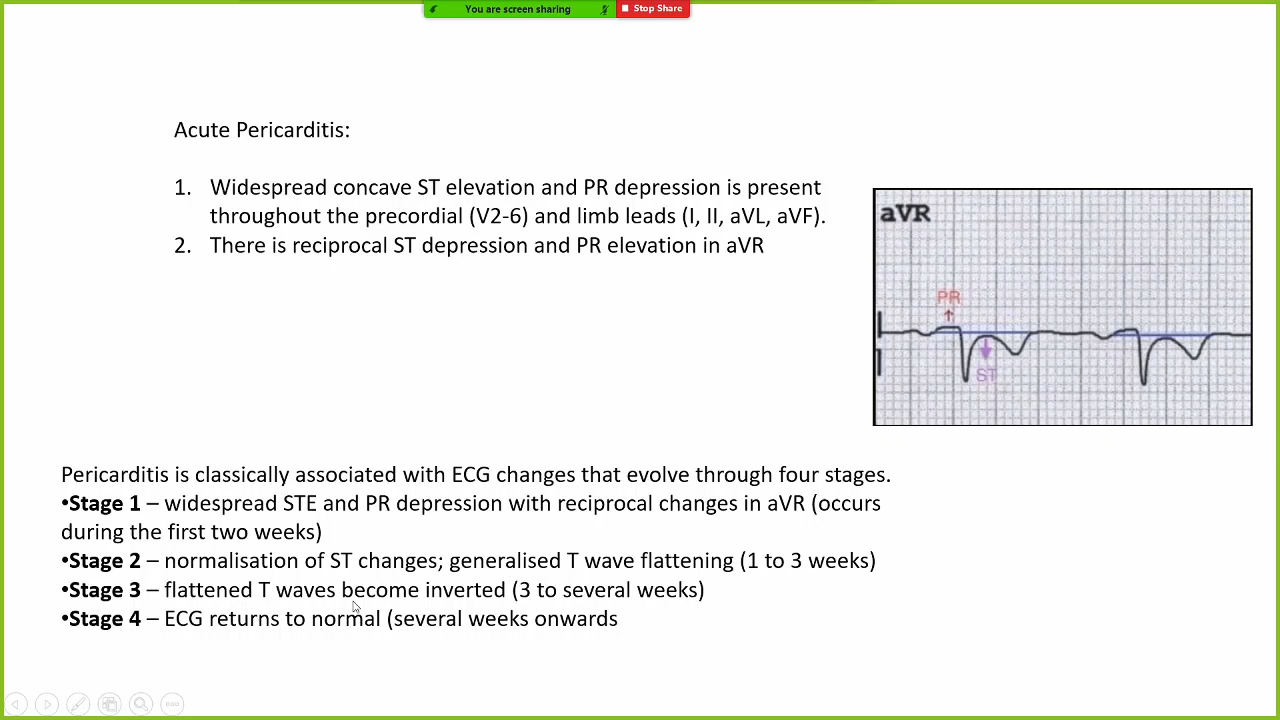 You are screen sharing
Stop Share
Acute Pericarditis:
1. Widespread concave ST elevation and PR depression is present
throughout the precordial (V2-6) and limb leads (I, II, aVL, aVF).
2. There is reciprocal ST depression and PR elevation in aVR
aVR
PR
ST
Pericarditis is classically associated with ECG changes that evolve through four stages.
•Stage 1 – widespread STE and PR depression with reciprocal changes in aVR (occurs
during the first two weeks)
•Stage 2 – normalisation of ST changes; generalised T wave flattening (1 to 3 weeks)
•Stage 3 – flattened T waves become inverted (3 to several weeks)
•Stage 4 – ECG returns to normal (several weeks onwards